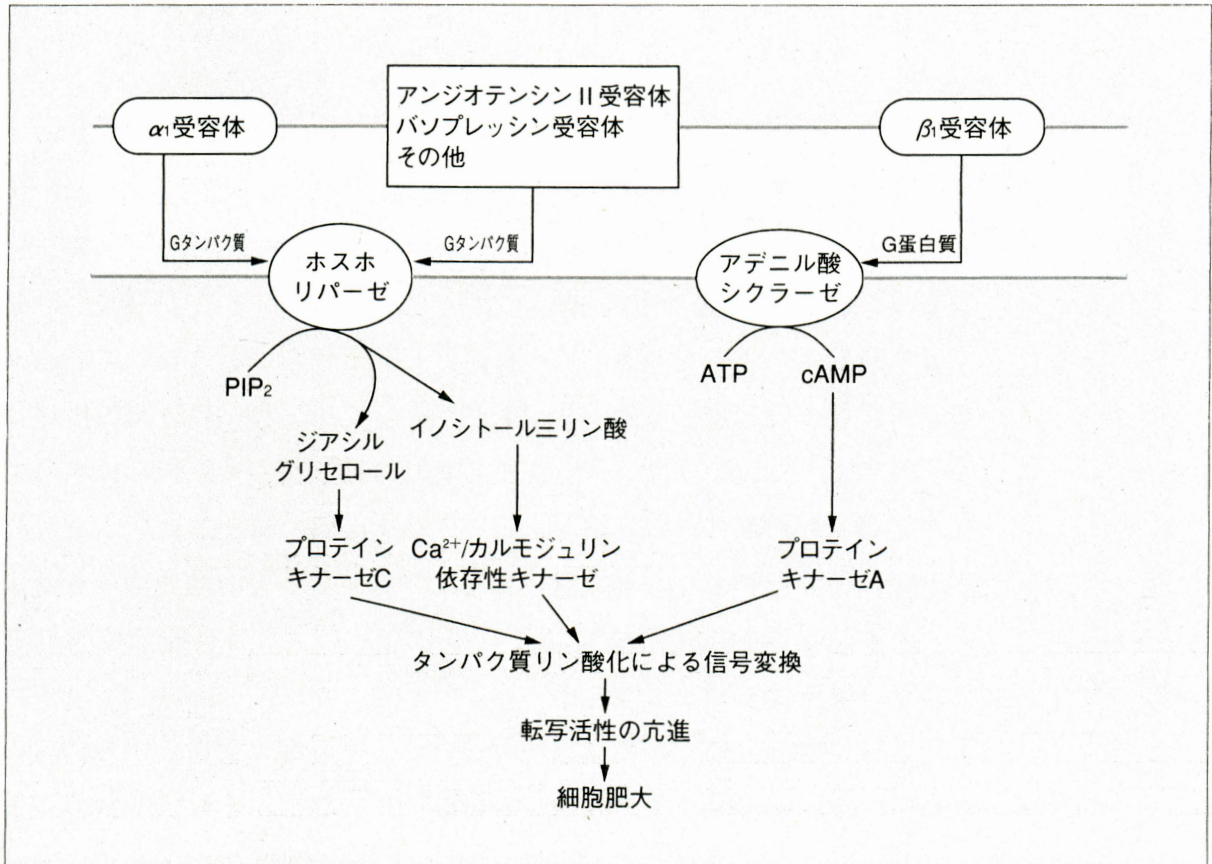 α₁受容体
アンジオテンシンⅡ受容体
バソプレッシン受容体
その他
β₁受容体
Gタンパク質
Gタンパク質
G蛋白質
ホスホ
リパーゼ
アデニル酸
シクラーゼ
PIP₂
ATP
cAMP
ジアシル
グリセロール
イノシトール三リン酸
プロテイン
キナーゼC
Ca²⁺/カルモジュリン
依存性キナーゼ
プロテイン
キナーゼA
タンパク質リン酸化による信号変換
転写活性の亢進
細胞肥大